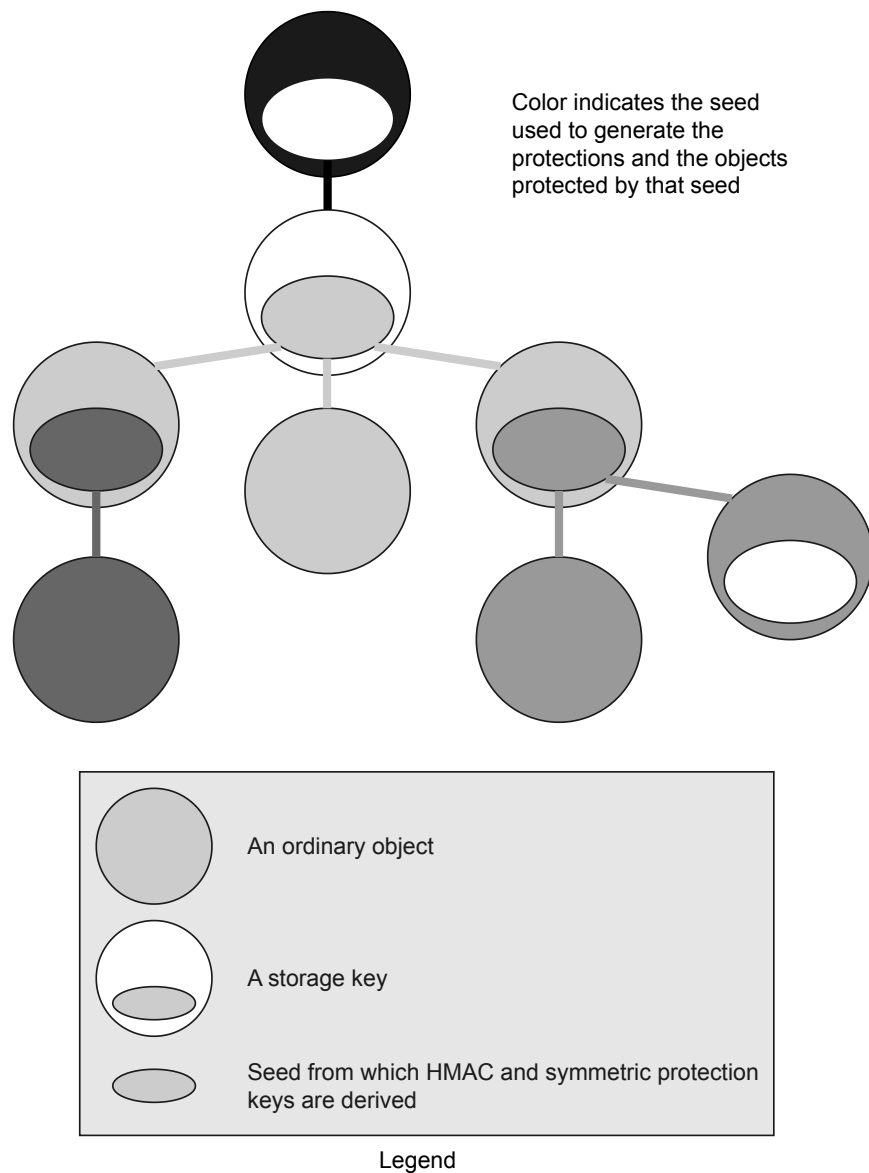 Color indicates the seed
used to generate the
protections and the objects
protected by that seed
An ordinary object
A storage key
Seed from which HMAC and symmetric protection
keys are derived
Legend